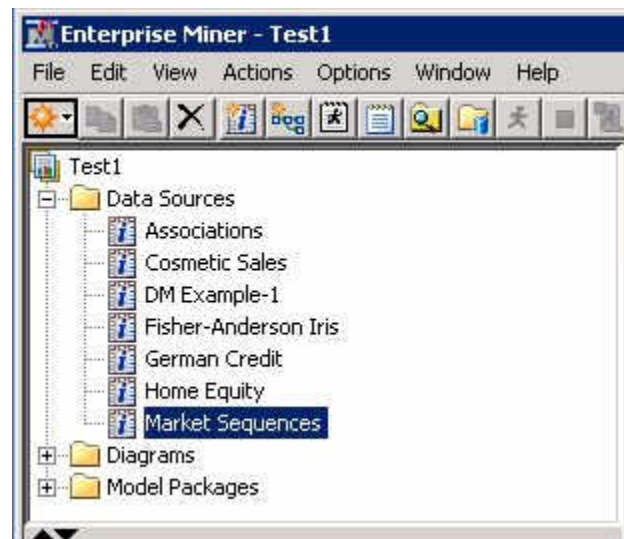 Enterprise Miner - Test1
File Edit View Actions Options Window Help
Test1
Data Sources
Associations
Cosmetic Sales
DM Example-1
Fisher-Anderson Iris
German Credit
Home Equity
Market Sequences
Diagrams
Model Packages